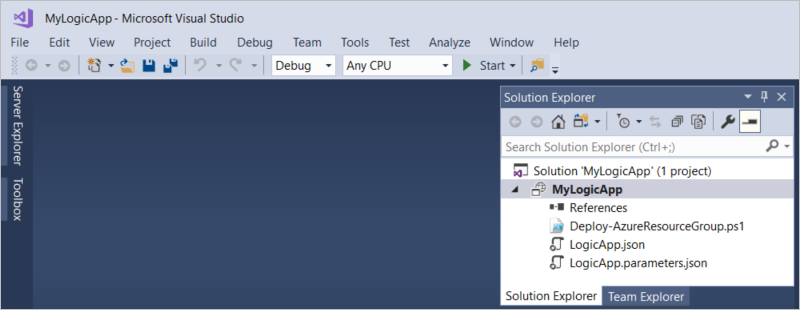 MyLogicApp - Microsoft Visual Studio
File Edit View Project Build Debug Team Tools Test Analyze Window Help
Debug Any CPU Start
Server Explorer
Toolbox
Solution Explorer
Search Solution Explorer (Ctrl+;)
Solution 'MyLogicApp' (1 project)
MyLogicApp
References
Deploy-AzureResourceGroup.ps1
LogicApp.json
LogicApp.parameters.json
Solution Explorer Team Explorer